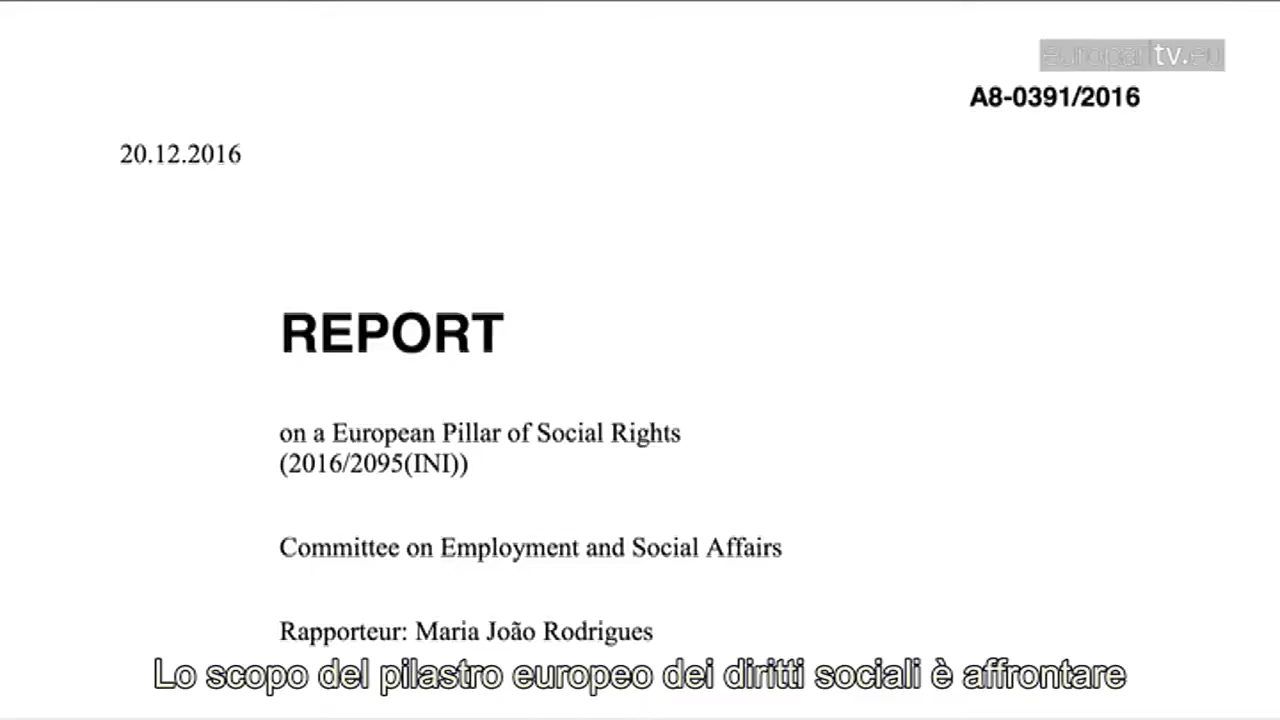 europarltv.eu
A8-0391/2016
20.12.2016
REPORT
on a European Pillar of Social Rights
(2016/2095(INI))
Committee on Employment and Social Affairs
Rapporteur: Maria João Rodrigues
Lo scopo del pilastro europeo dei diritti sociali è affrontare